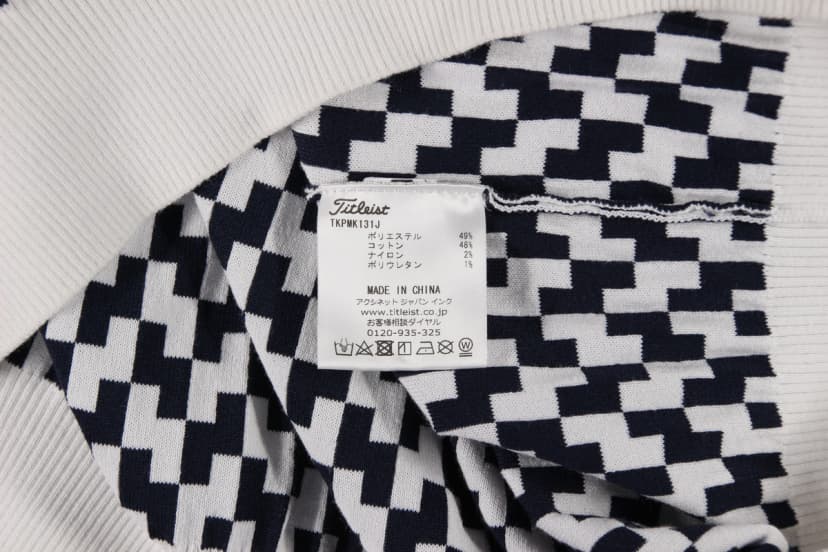 Titleist
TKPMK131J
ポリエステル 49%
コットン 48%
ナイロン 2%
ポリウレタン 1%
MADE IN CHINA
アクシネット ジャパン インク
www.titleist.co.jp
お客様相談ダイヤル
0120-935-325
W